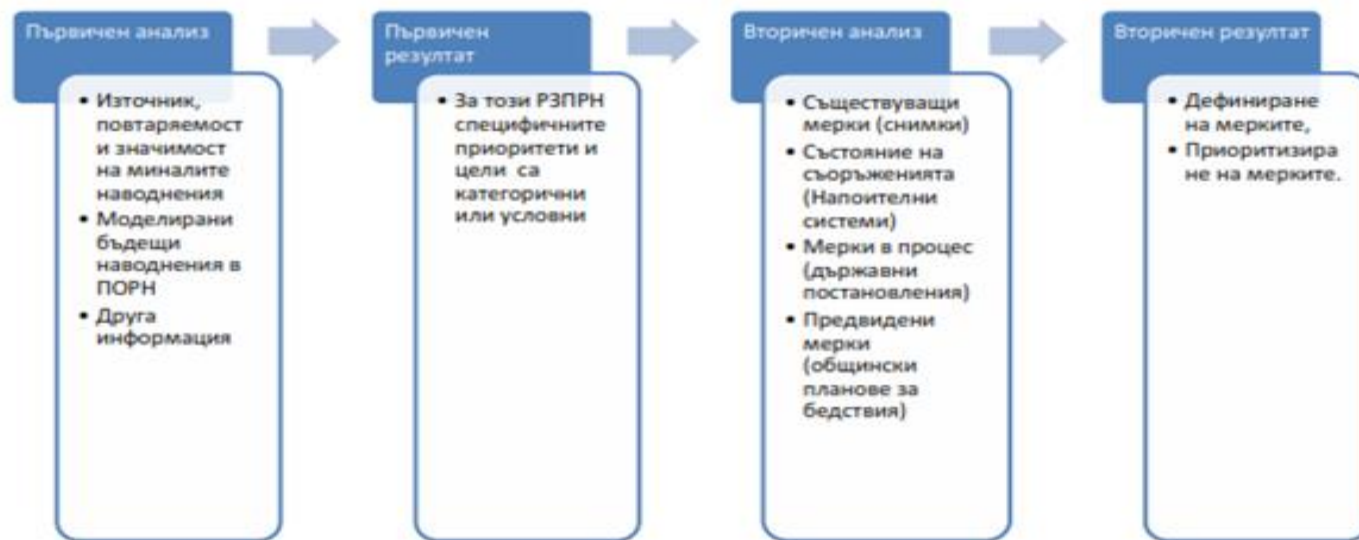 Първичен анализ
• Източник,
повтаряемост
и значимост
на миналите
наводнения
• Моделирани
бъдещи
наводнения в
ПОРН
• Друга
информация
Първичен
резултат
• За този РЗПРН
специфичните
приоритети и
цели са
категорични
или условни
Вторичен анализ
• Съществуващи
мерки (снимки)
• Състояние на
съоръженията
(Напоителни
системи)
• Мерки в процес
(държавни
постановления)
• Предвидени
мерки
(общински
планове за
бедствия)
Вторичен резултат
• Дефиниране
на мерките,
• Приоритизира
не на мерките.